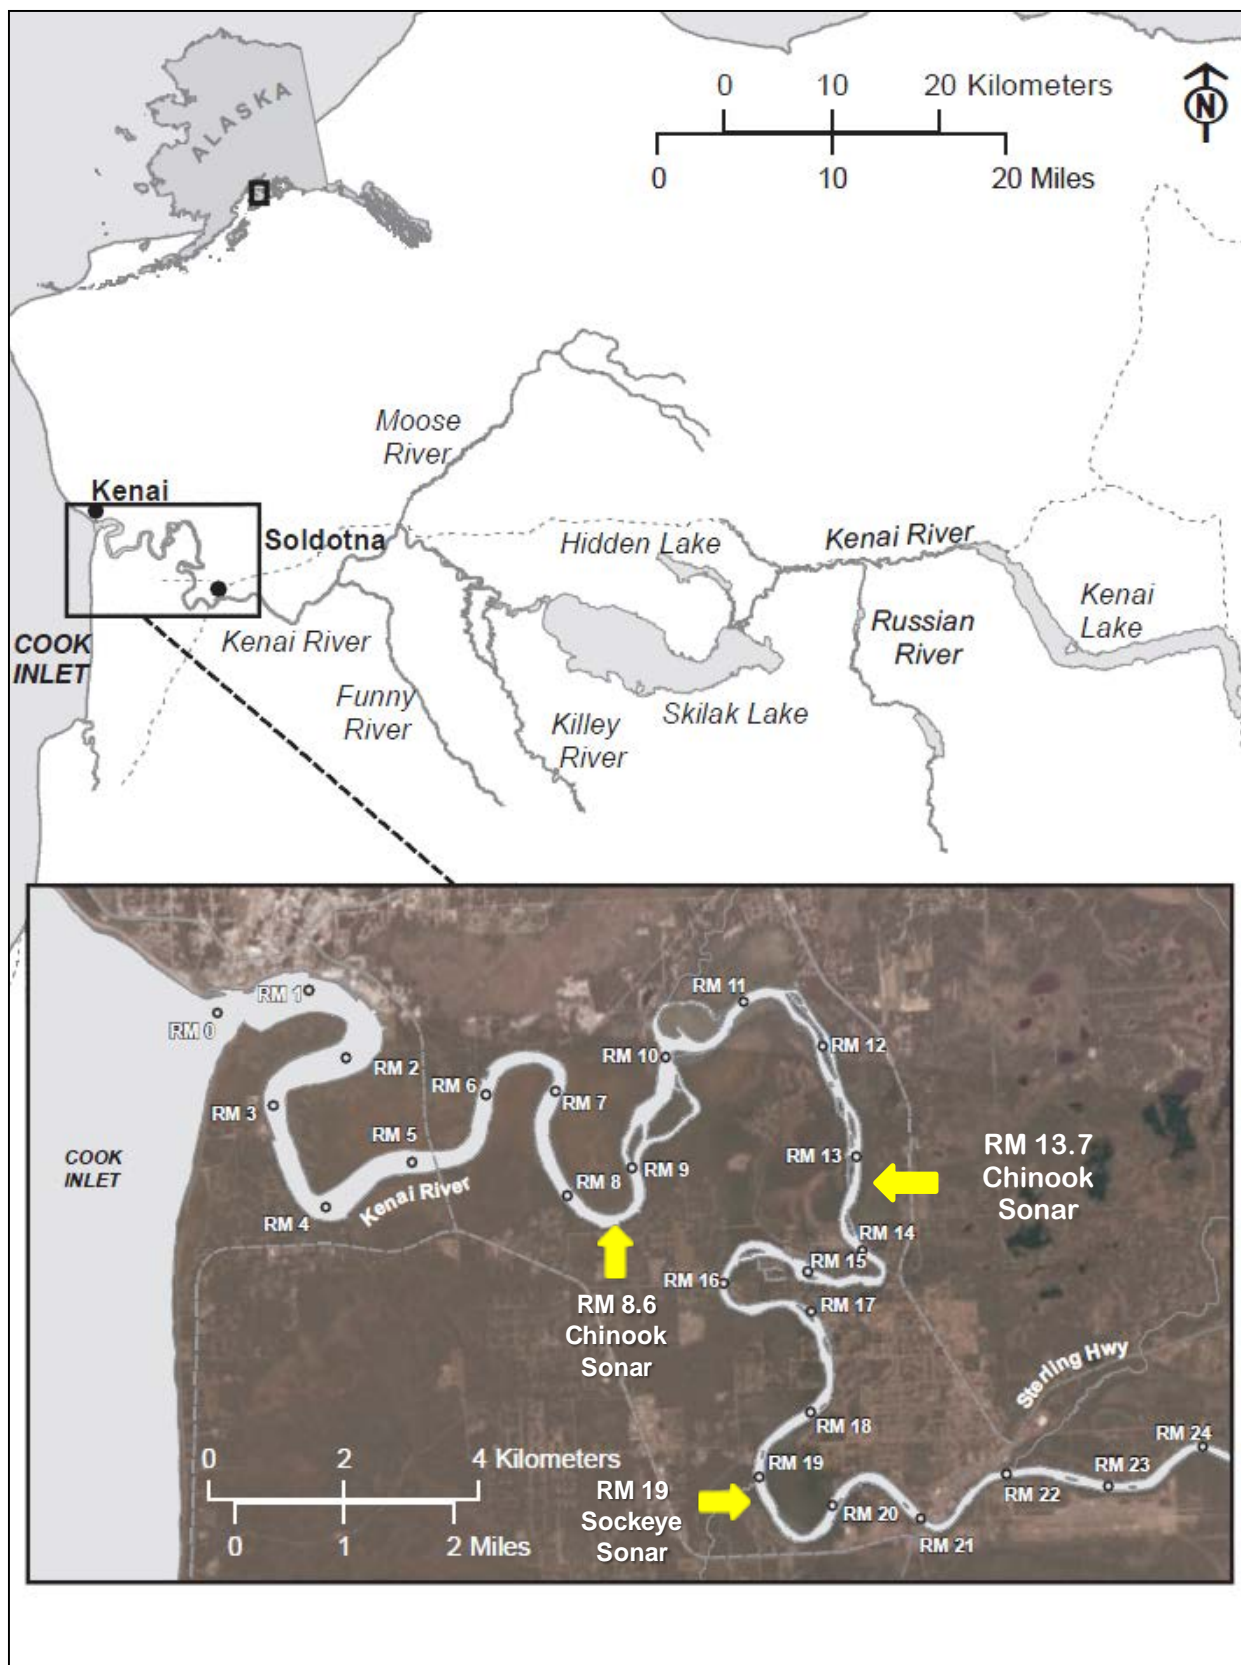 0 10 20 Kilometers
0 10 20 Miles
N
ALASKA
Moose
River
Kenai
Soldotna
Hidden Lake
Kenai River
Kenai
Lake
Russian
River
COOK
INLET
Kenai River
Funny
River
Killey
River
Skilak Lake
RM 0
RM 1
RM 2
RM 3
RM 4
RM 5
RM 6
RM 7
RM 8
RM 9
RM 10
RM 11
RM 12
RM 13
RM 14
RM 15
RM 16
RM 17
RM 18
RM 19
RM 20
RM 21
RM 22
RM 23
RM 24
COOK
INLET
Kenai River
RM 13.7
Chinook
Sonar
RM 8.6
Chinook
Sonar
Sterling Hwy
RM 19
Sockeye
Sonar
0 2 4 Kilometers
0 1 2 Miles